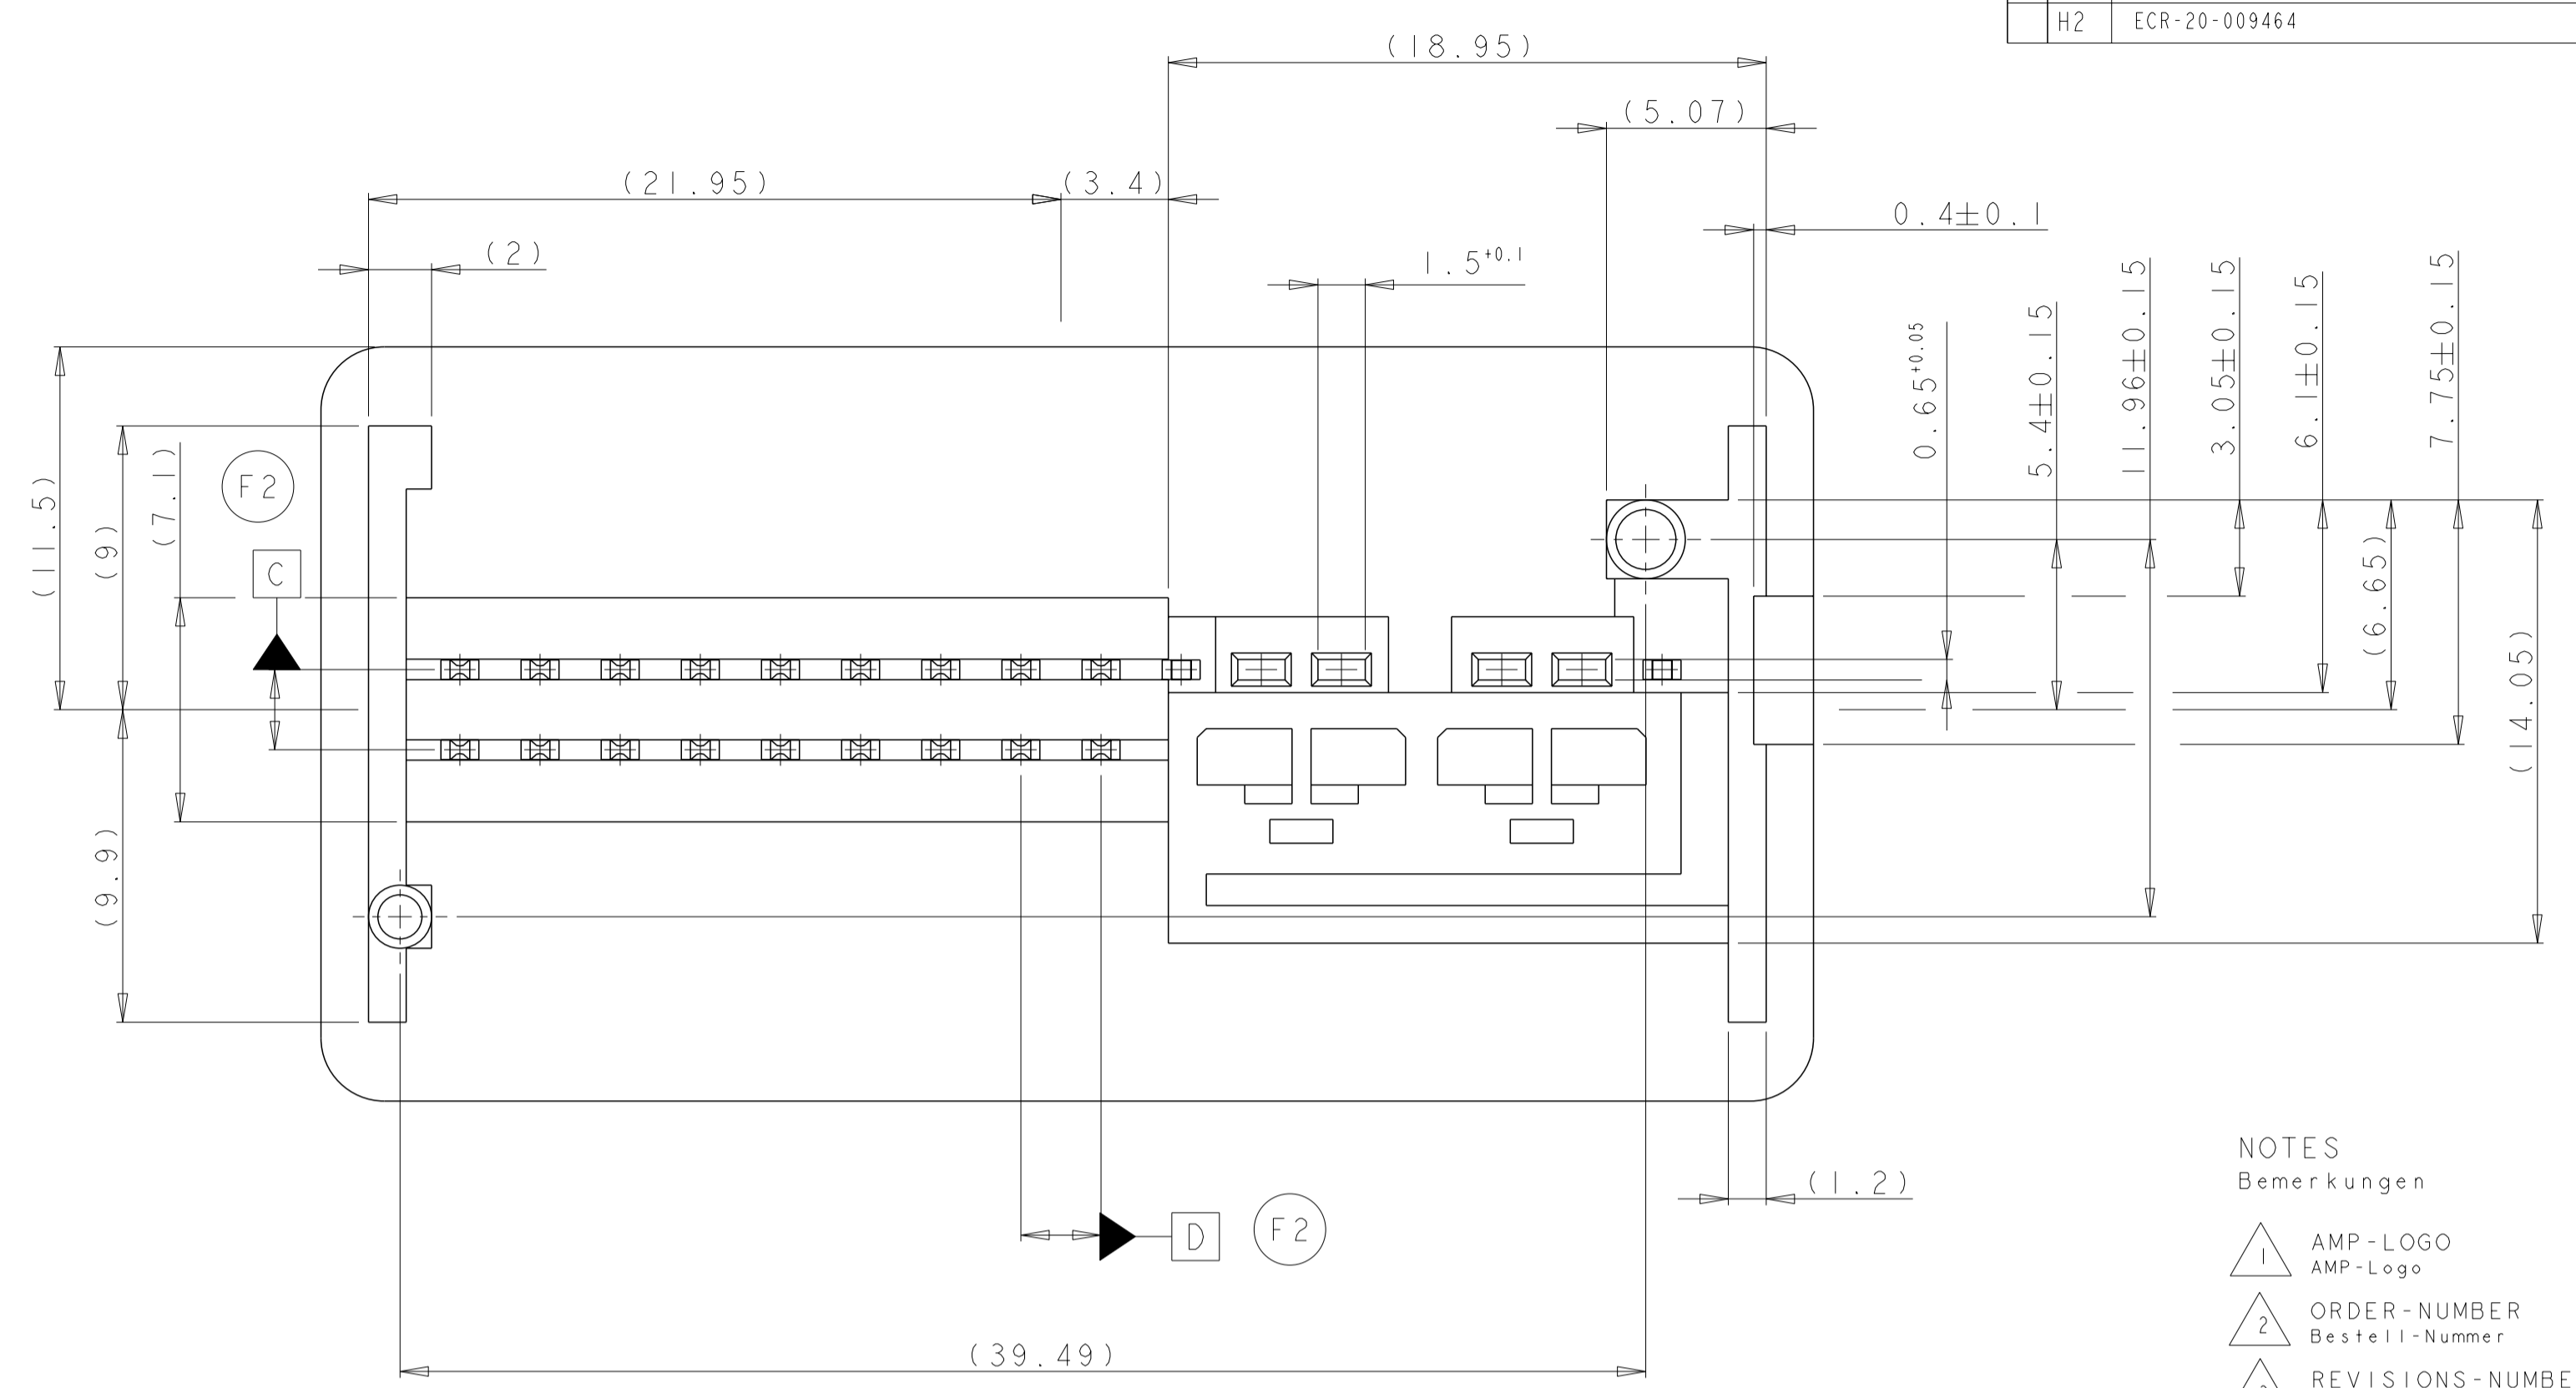 H2 ECR-20-009464
(18.95)
(5.07)
(21.95) (3.4)
0.4±0.1
(2)
1.5+0.1
0.65+0.05
5.4±0.15
11.96±0.15
3.05±0.15
6.1±0.15
7.75±0.15
(11.5)
(9)
(7.1)
F2
C
(6.65)
(14.05)
(9.9)
(1.2)
D
F2
(39.49)
NOTES
Bemerkungen
1 AMP-LOGO
AMP-Logo
2 ORDER-NUMBER
Bestell-Nummer
REVISIONS-NUMBE